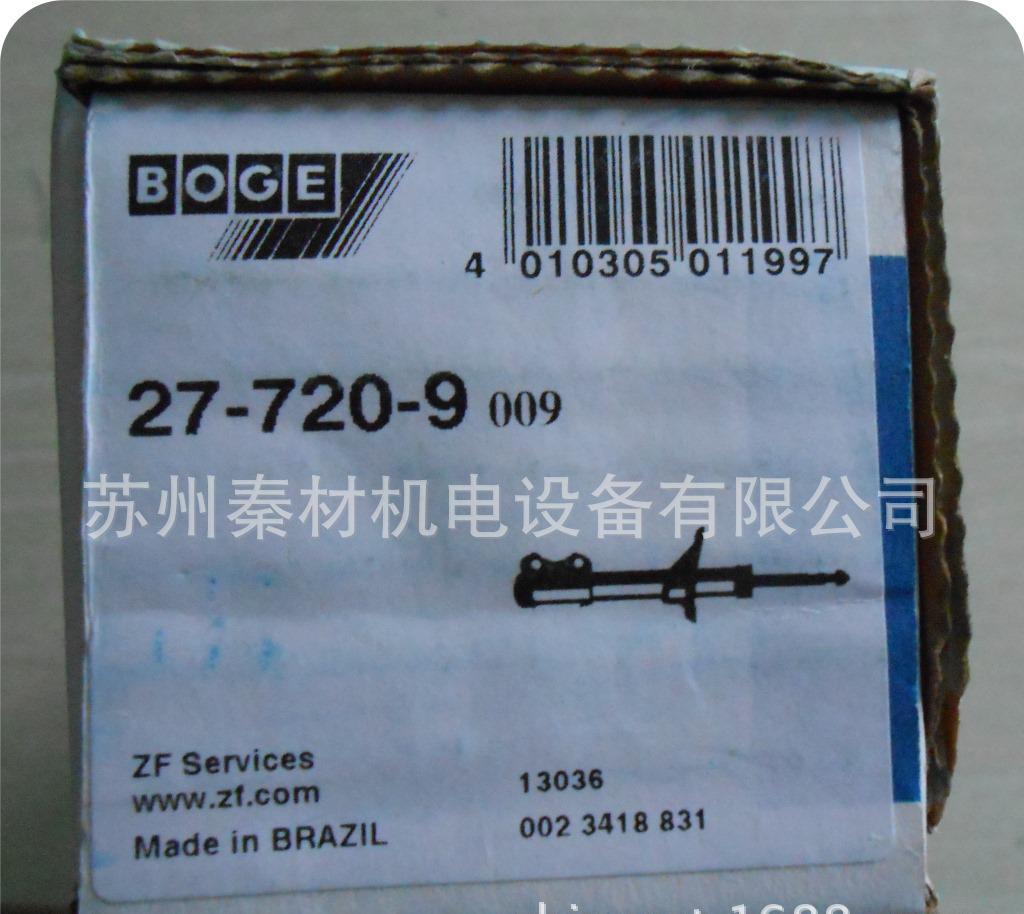 BOGE
4 010305 011997
27-720-9 009
苏州秦材机电设备有限公司
ZF Services
www.zf.com
Made in BRAZIL
13036
002 3418 831